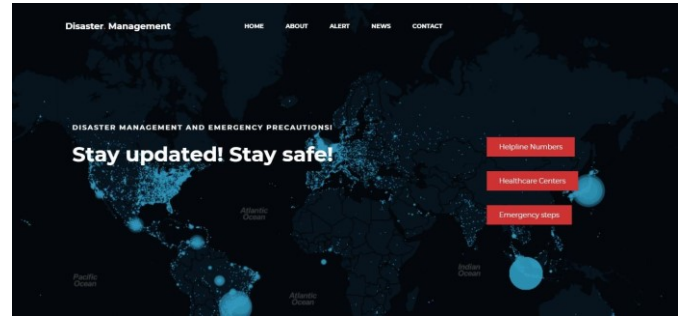 Disaster. Management
HOME ABOUT ALERT NEWS CONTACT
DISASTER MANAGEMENT AND EMERGENCY PRECAUTIONS!
Stay updated! Stay safe!
Helpline Numbers
Healthcare Centers
Emergency steps
Atlantic
Ocean
Indian
Ocean
Pacific
Ocean
Atlantic
Ocean